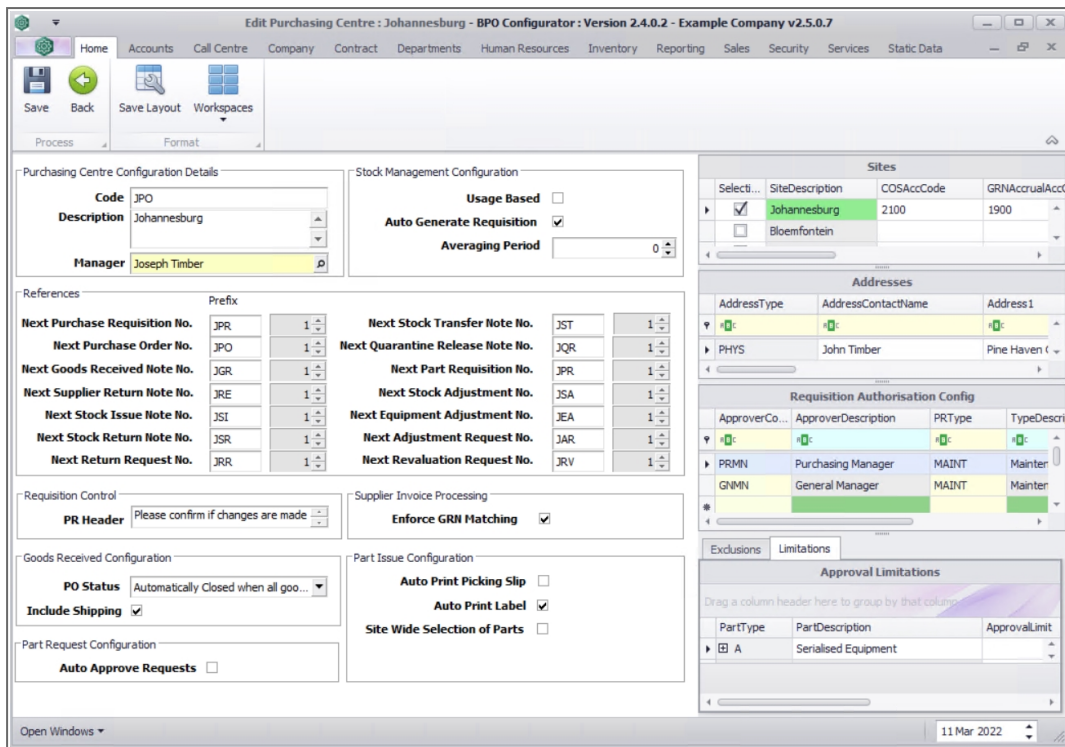 Edit Purchasing Centre : Johannesburg - BPO Configurator : Version 2.4.0.2 - Example Company v2.5.0.7
Home Accounts Call Centre Company Contract Departments Human Resources Inventory Reporting Sales Security Services Static Data
Save Back Save Layout Workspaces
Process Format
Purchasing Centre Configuration Details
Code JPO
Description Johannesburg
Manager Joseph Timber
Stock Management Configuration
Usage Based
Auto Generate Requisition
Averaging Period 0
References
Prefix
Next Purchase Requisition No. JPR 1 Next Stock Transfer Note No. JST 1
Next Purchase Order No. JPO 1 Next Quarantine Release Note No. JQR 1
Next Goods Received Note No. JGR 1 Next Part Requisition No. JPR 1
Next Supplier Return Note No. JRE 1 Next Stock Adjustment No. JSA 1
Next Stock Issue Note No. JSI 1 Next Equipment Adjustment No. JEA 1
Next Stock Return Note No. JSR 1 Next Adjustment Request No. JAR 1
Next Return Request No. JRR 1 Next Revaluation Request No. JRV 1
Requisition Control
PR Header Please confirm if changes are made
Supplier Invoice Processing
Enforce GRN Matching
Goods Received Configuration
PO Status Automatically Closed when all goo...
Include Shipping
Part Request Configuration
Auto Approve Requests
Part Issue Configuration
Auto Print Picking Slip
Auto Print Label
Site Wide Selection of Parts
Sites
Selecti... SiteDescription COSAccCode GRNAccrualAcc
Johannesburg 2100 1900
Bloemfontein
Addresses
AddressType AddressContactName Address1
PHYS John Timber Pine Haven
Requisition Authorisation Config
ApproverCo... ApproverDescription PRType TypeDescri
PRMN Purchasing Manager MAINT Mainten
GNMN General Manager MAINT Mainten
Exclusions Limitations
Approval Limitations
Drag a column header here to group by that column
PartType PartDescription ApprovalLimit
A Serialised Equipment
Open Windows 11 Mar 2022